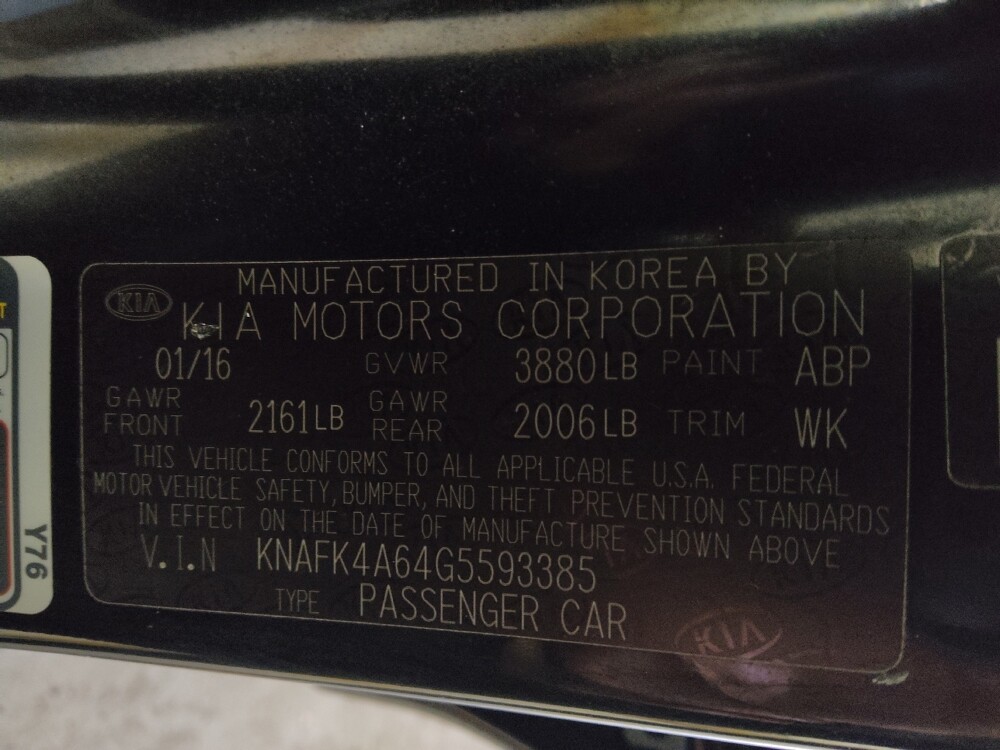 MANUFACTURED IN KOREA BY
KIA
KIA MOTORS CORPORATION
01/16 GVWR 3880LB PAINT ABP
GAWR FRONT 2161LB GAWR REAR 2006LB TRIM WK
THIS VEHICLE CONFORMS TO ALL APPLICABLE U.S.A. FEDERAL
MOTOR VEHICLE SAFETY, BUMPER, AND THEFT PREVENTION STANDARDS
IN EFFECT ON THE DATE OF MANUFACTURE SHOWN ABOVE
V.I.N KNAFK4A64G5593385
TYPE PASSENGER CAR
KIA
Y76